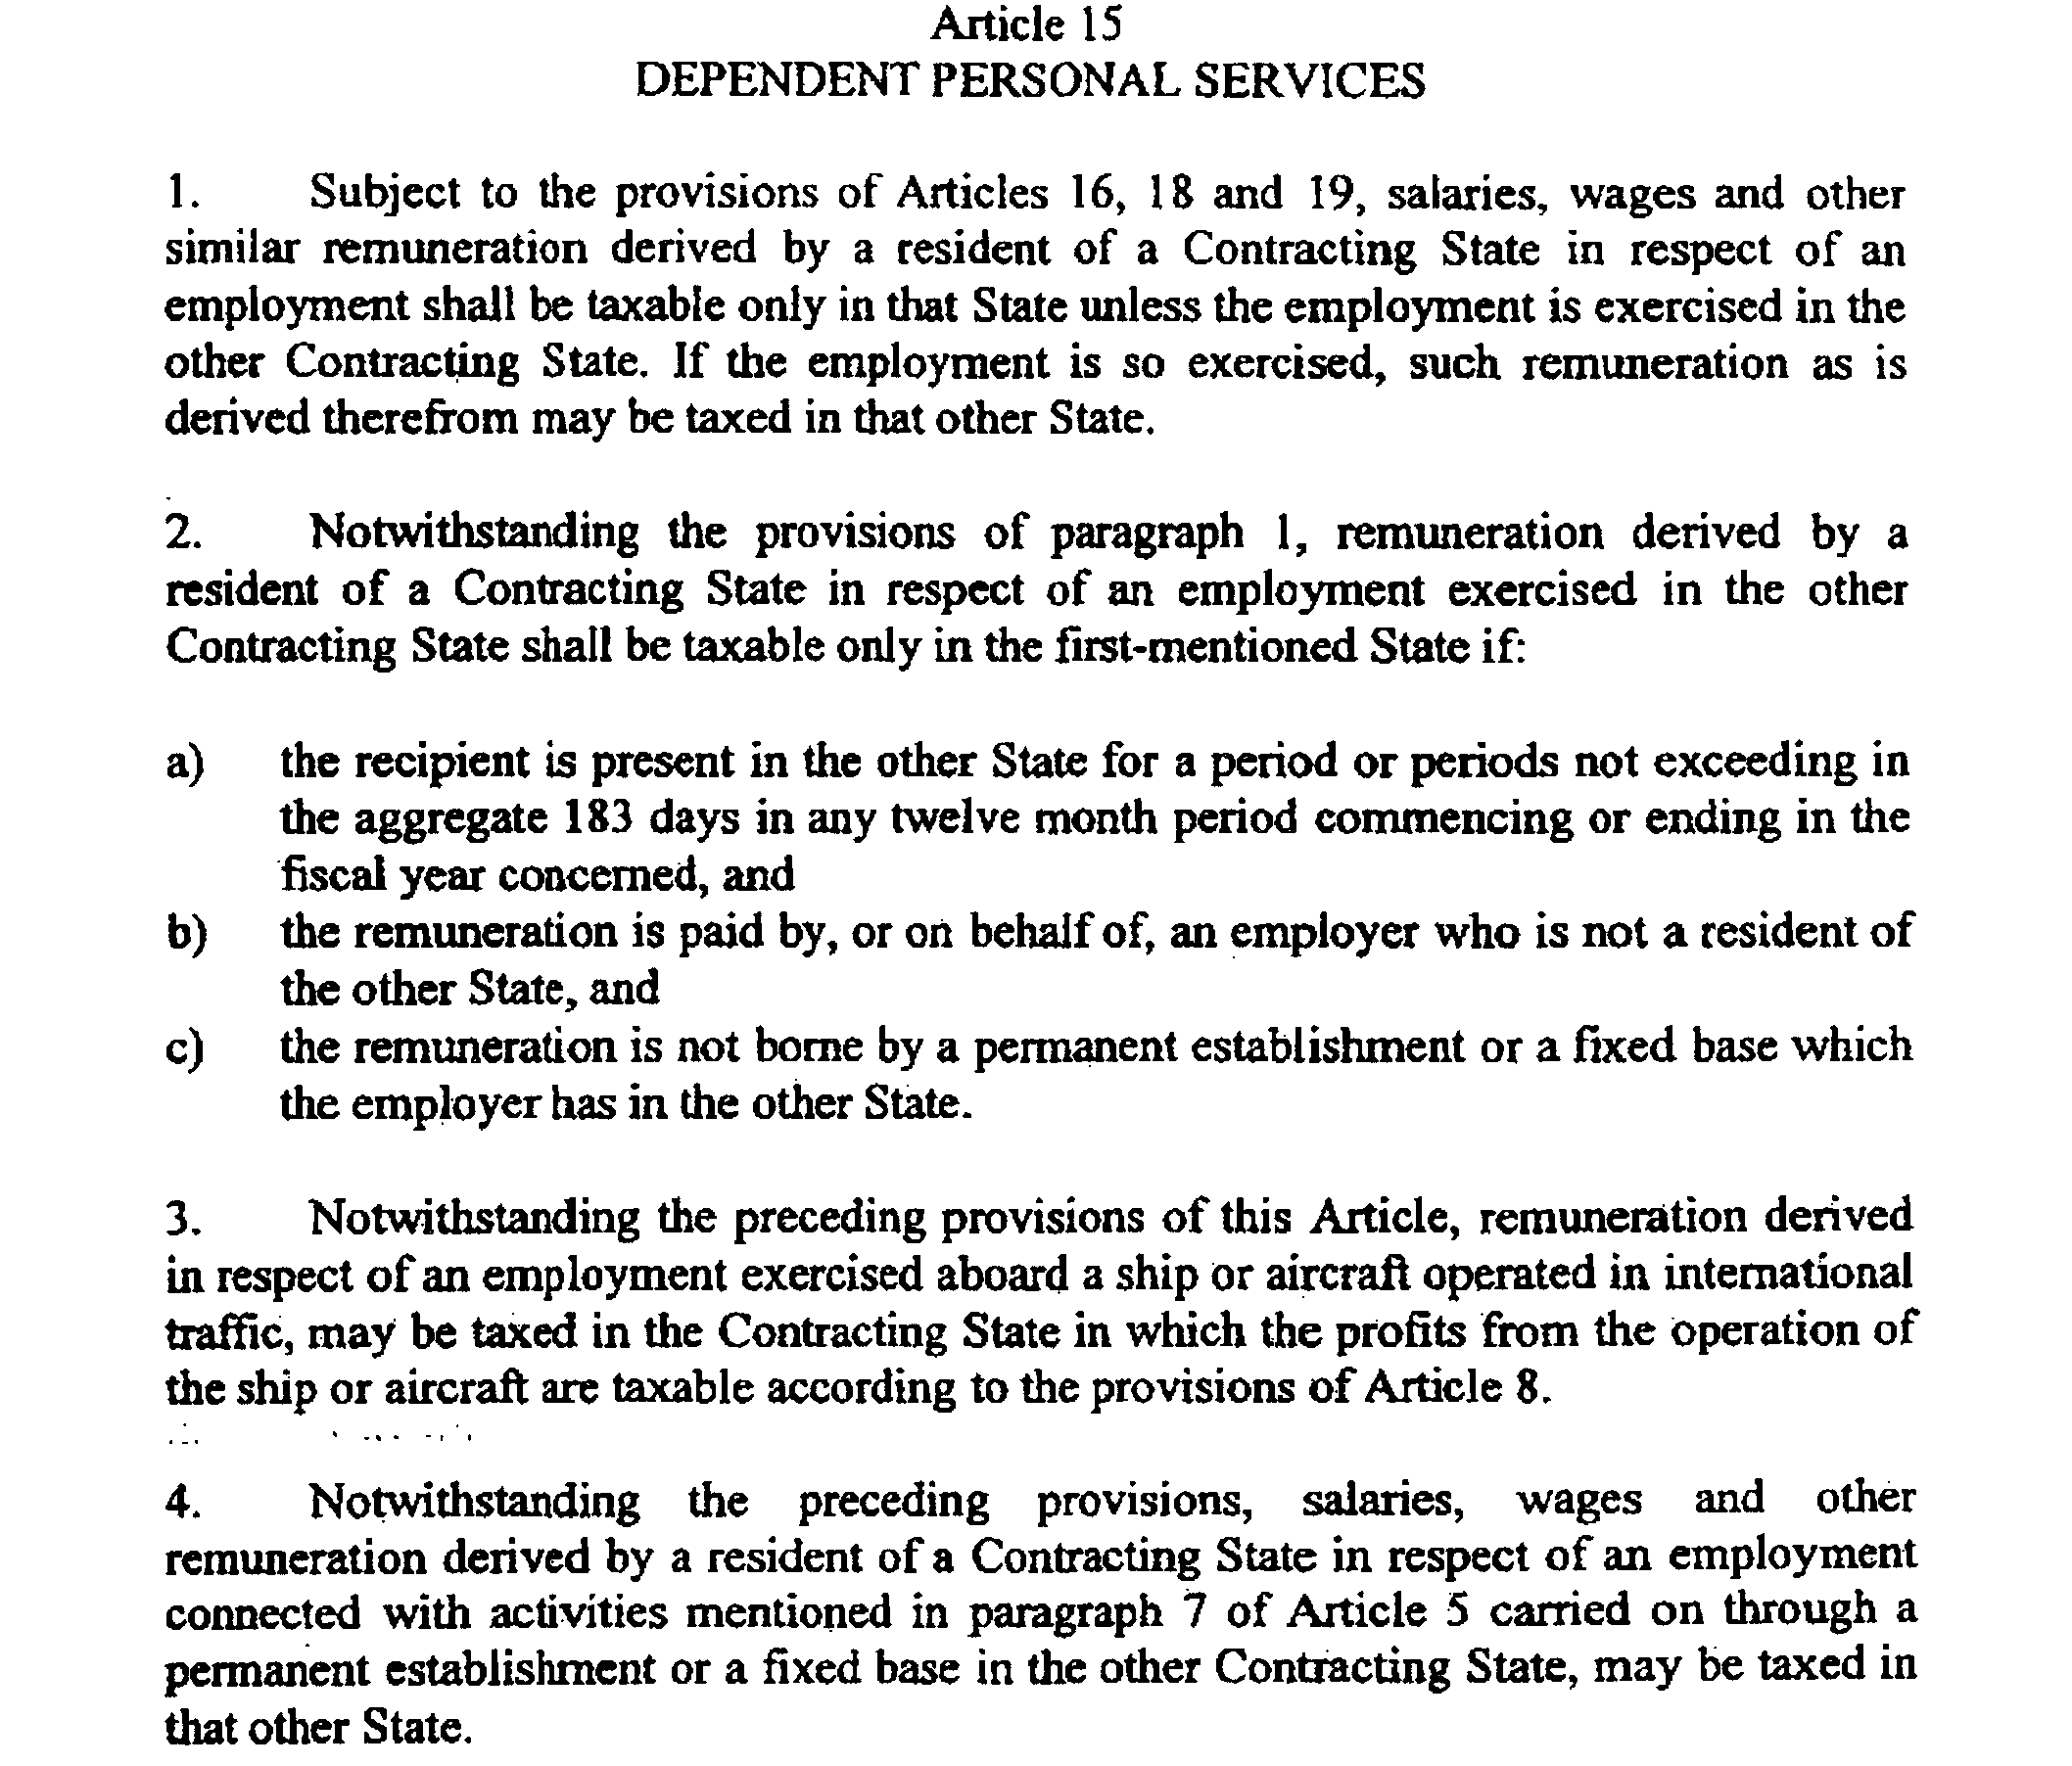 Article 15
DEPENDENT PERSONAL SERVICES
1. Subject to the provisions of Articles 16, 18 and 19, salaries, wages and other
similar remuneration derived by a resident of a Contracting State in respect of an
employment shall be taxable only in that State unless the employment is exercised in the
other Contracting State. If the employment is so exercised, such remuneration as is
derived therefrom may be taxed in that other State.
2. Notwithstanding the provisions of paragraph 1, remuneration derived by a
resident of a Contracting State in respect of an employment exercised in the other
Contracting State shall be taxable only in the first-mentioned State if:
a) the recipient is present in the other State for a period or periods not exceeding in
the aggregate 183 days in any twelve month period commencing or ending in the
fiscal year concerned, and
b) the remuneration is paid by, or on behalf of, an employer who is not a resident of
the other State, and
c) the remuneration is not borne by a permanent establishment or a fixed base which
the employer has in the other State.
3. Notwithstanding the preceding provisions of this Article, remuneration derived
in respect of an employment exercised aboard a ship or aircraft operated in international
traffic, may be taxed in the Contracting State in which the profits from the operation of
the ship or aircraft are taxable according to the provisions of Article 8.
4. Notwithstanding the preceding provisions, salaries, wages and other
remuneration derived by a resident of a Contracting State in respect of an employment
connected with activities mentioned in paragraph 7 of Article 5 carried on through a
permanent establishment or a fixed base in the other Contracting State, may be taxed in
that other State.